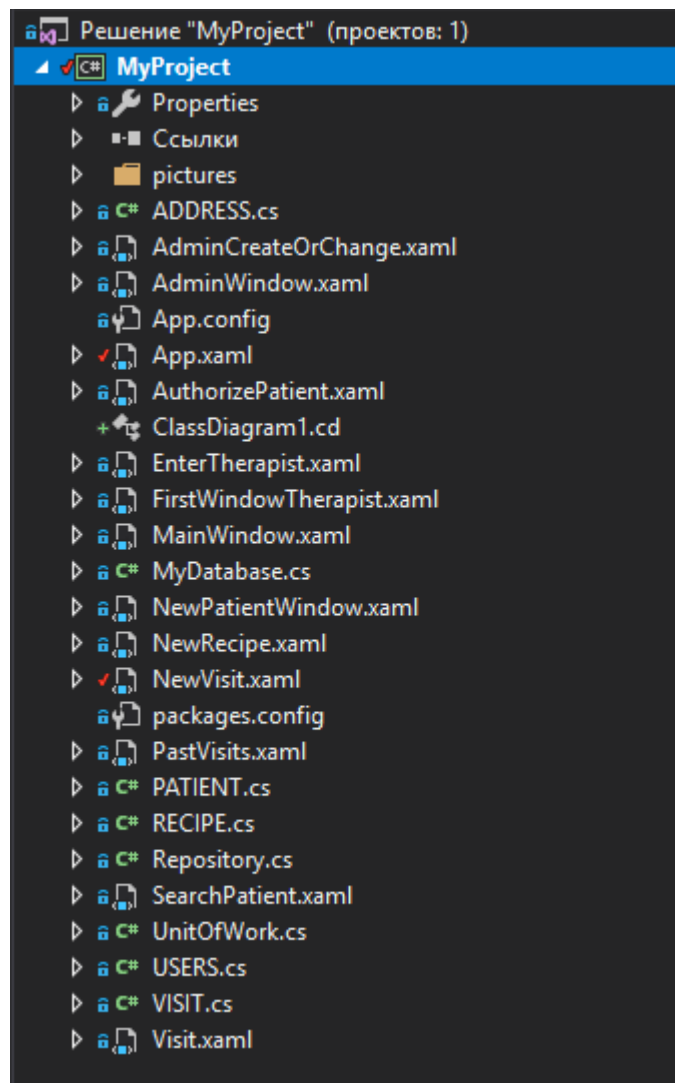 Решение "MyProject" (проектов: 1)
C# MyProject
Properties
Ссылки
pictures
C# ADDRESS.cs
AdminCreateOrChange.xaml
AdminWindow.xaml
App.config
App.xaml
AuthorizePatient.xaml
ClassDiagram1.cd
EnterTherapist.xaml
FirstWindowTherapist.xaml
MainWindow.xaml
C# MyDatabase.cs
NewPatientWindow.xaml
NewRecipe.xaml
NewVisit.xaml
packages.config
PastVisits.xaml
C# PATIENT.cs
C# RECIPE.cs
C# Repository.cs
SearchPatient.xaml
C# UnitOfWork.cs
C# USERS.cs
C# VISIT.cs
Visit.xaml